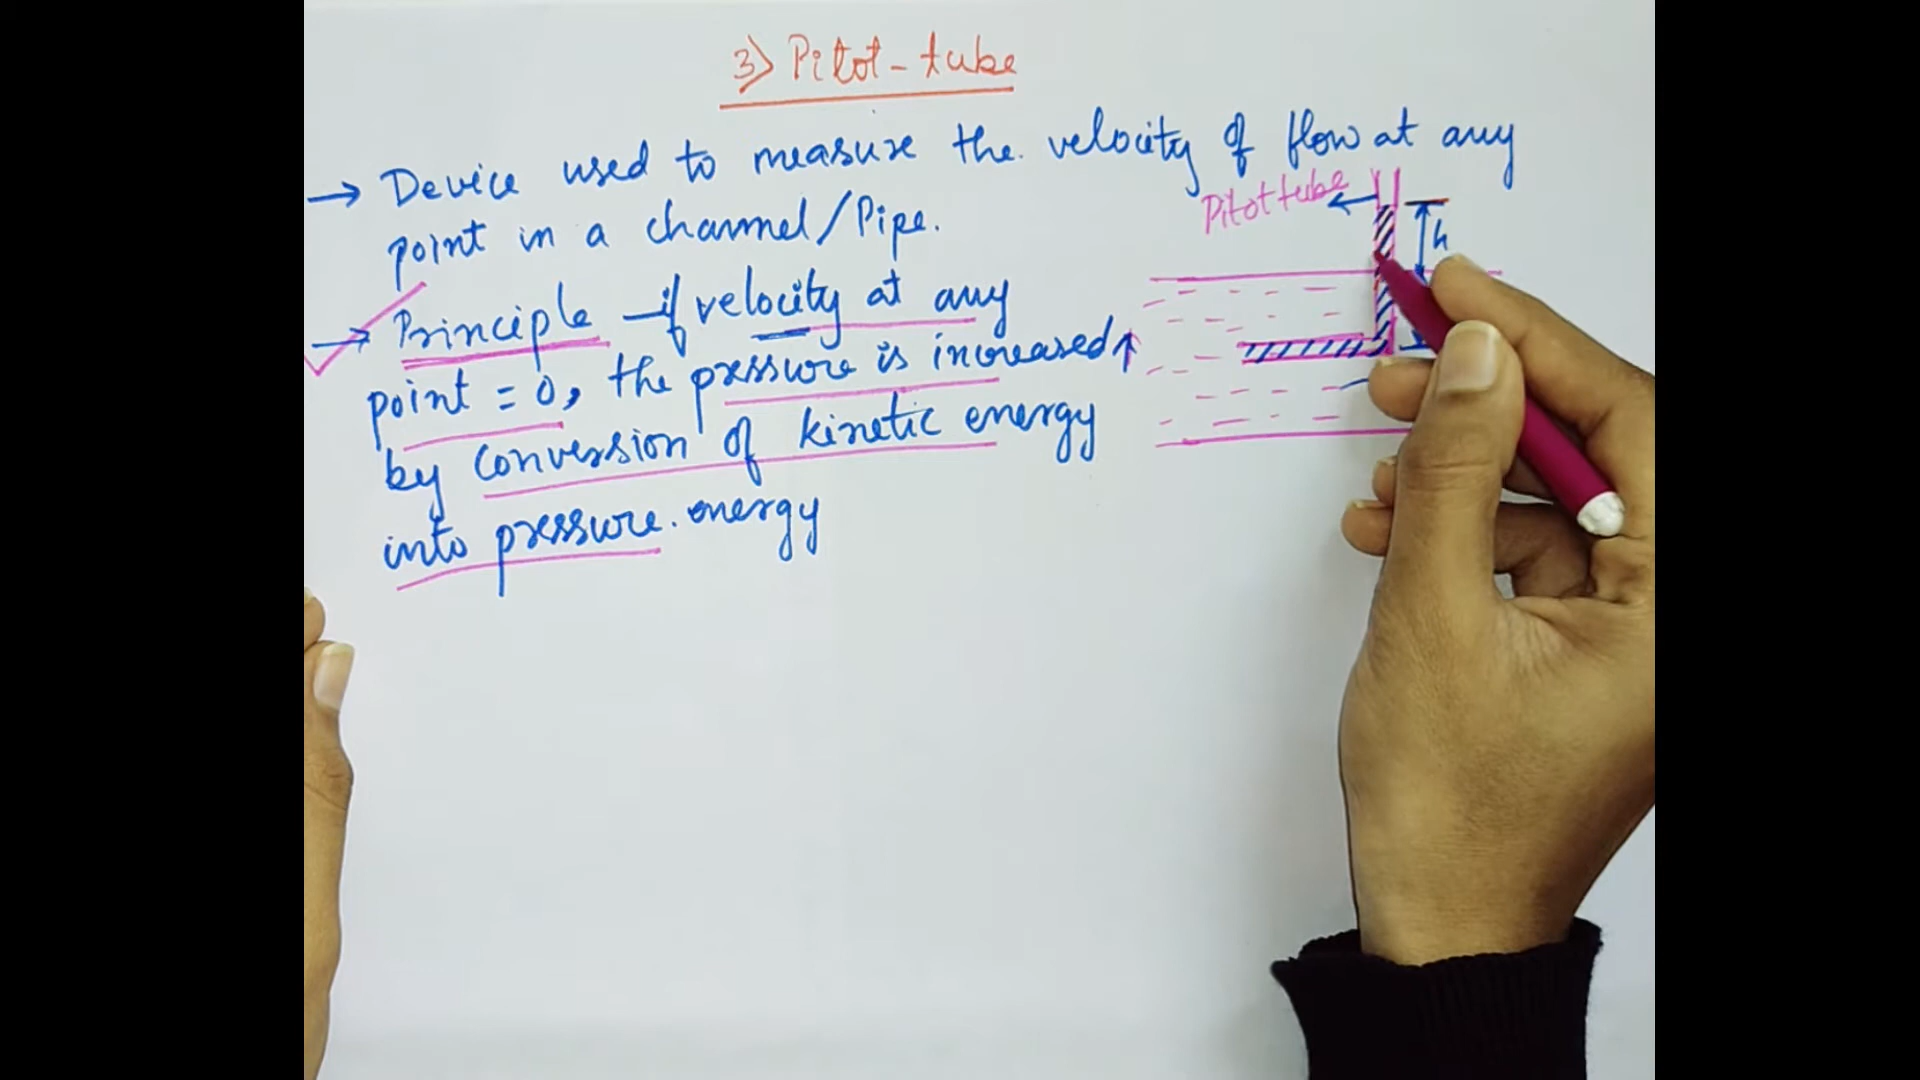 3) Pitot-tube
→ Device used to measure the velocity of flow at any
point in a channel/Pipe.
Pitot tube
h
→ Principle - if velocity at any
point = 0, the pressure is increased ↑
by conversion of kinetic energy
into pressure energy